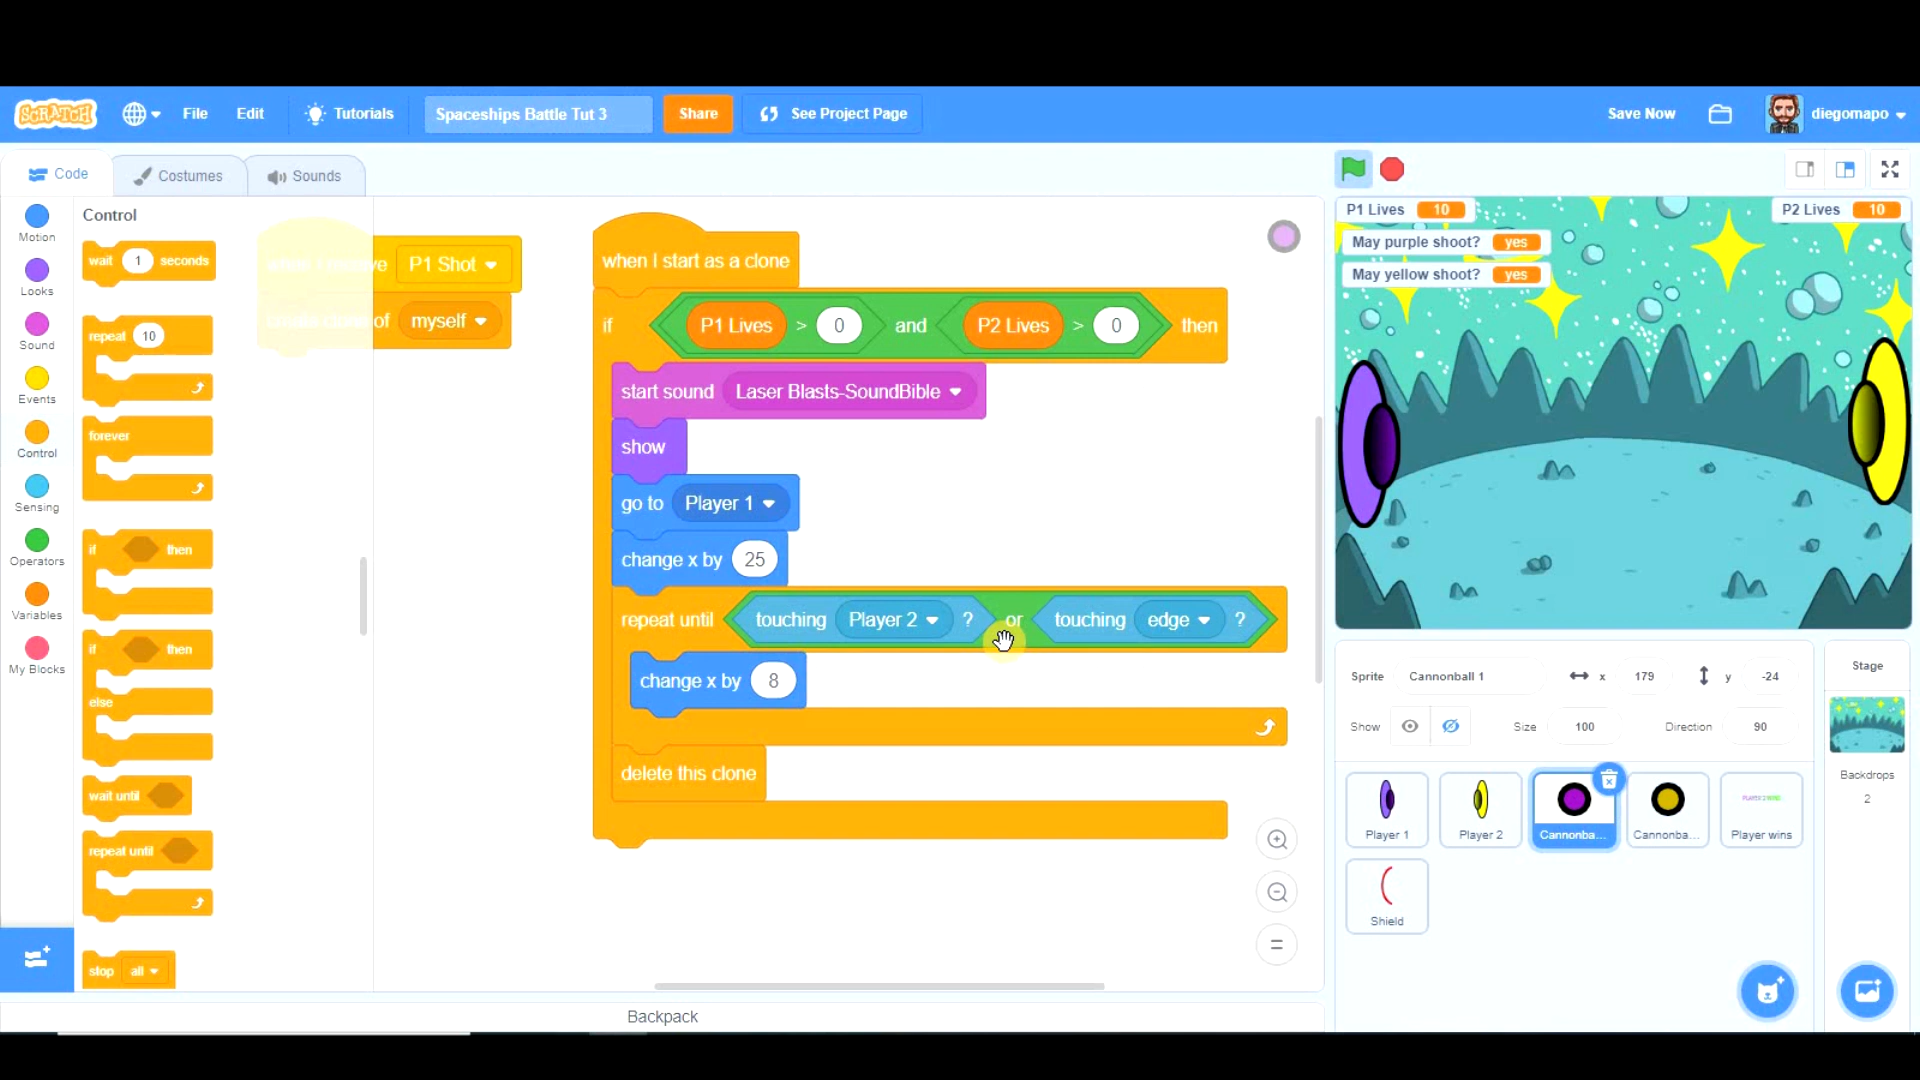 SCRATCH File Edit Tutorials Spaceships Battle Tut 3 Share See Project Page Save Now diegomapo
Code Costumes Sounds
Motion
Looks
Sound
Events
Control
Sensing
Operators
Variables
My Blocks
Control
wait 1 seconds
repeat 10
forever
if then
if then
else
wait until
repeat until
stop all
P1 Shot
of myself
when I start as a clone
if P1 Lives > 0 and P2 Lives > 0 then
start sound Laser Blasts-SoundBible
show
go to Player 1
change x by 25
repeat until touching Player 2 ? or touching edge ?
change x by 8
delete this clone
Backpack
P1 Lives 10
P2 Lives 10
May purple shoot? yes
May yellow shoot? yes
Sprite Cannonball 1 x 179 y -24
Show Size 100 Direction 90
Player 1
Player 2
Cannonba...
Cannonba...
Player wins
Shield
Stage
Backdrops
2